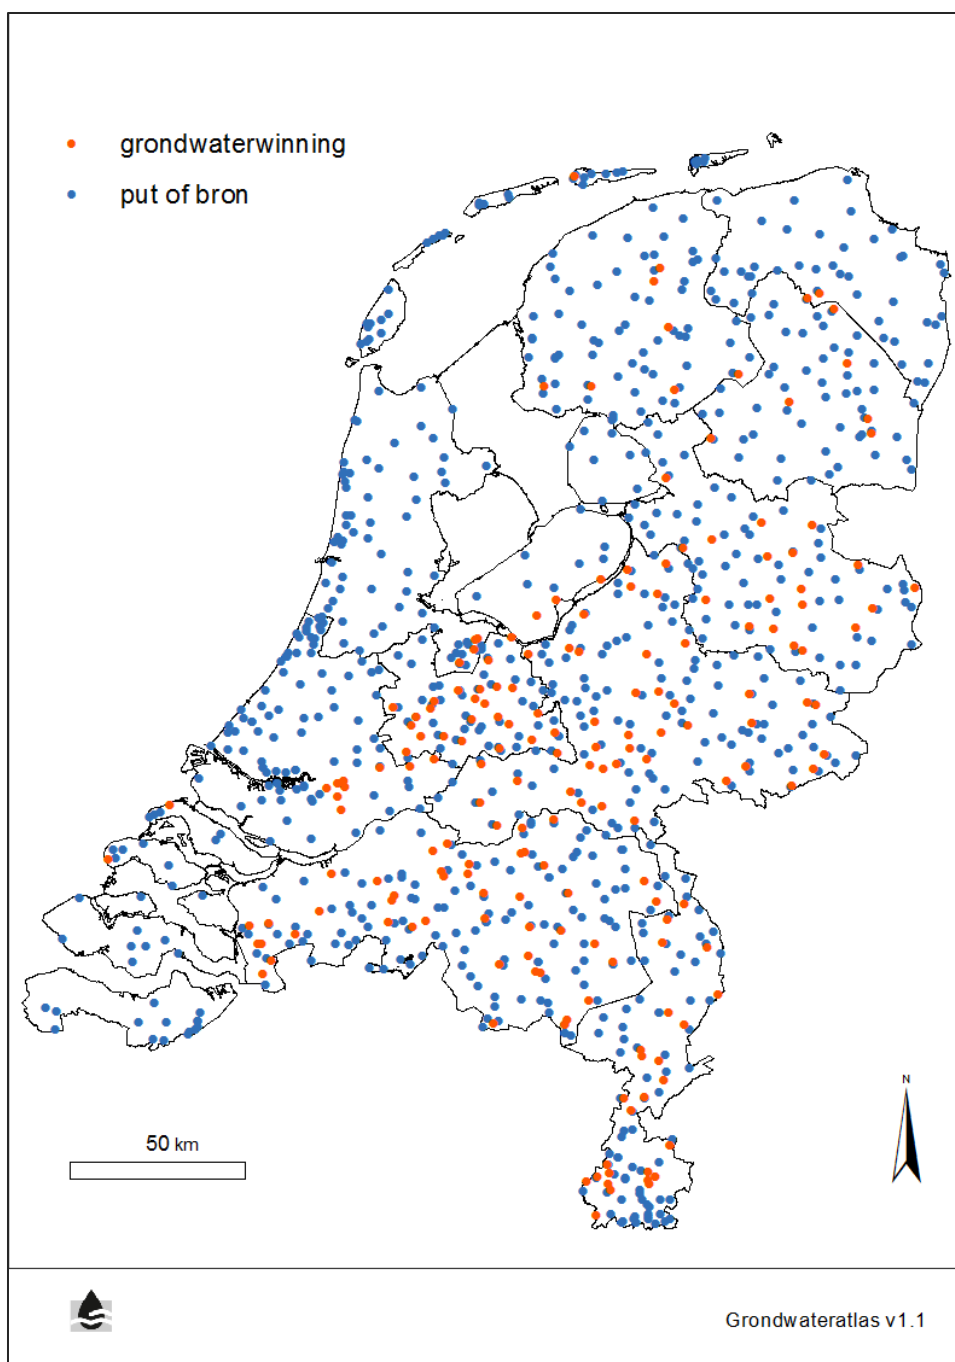 grondwaterwinning
put of bron
N
50 km
Grondwateratlas v1.1